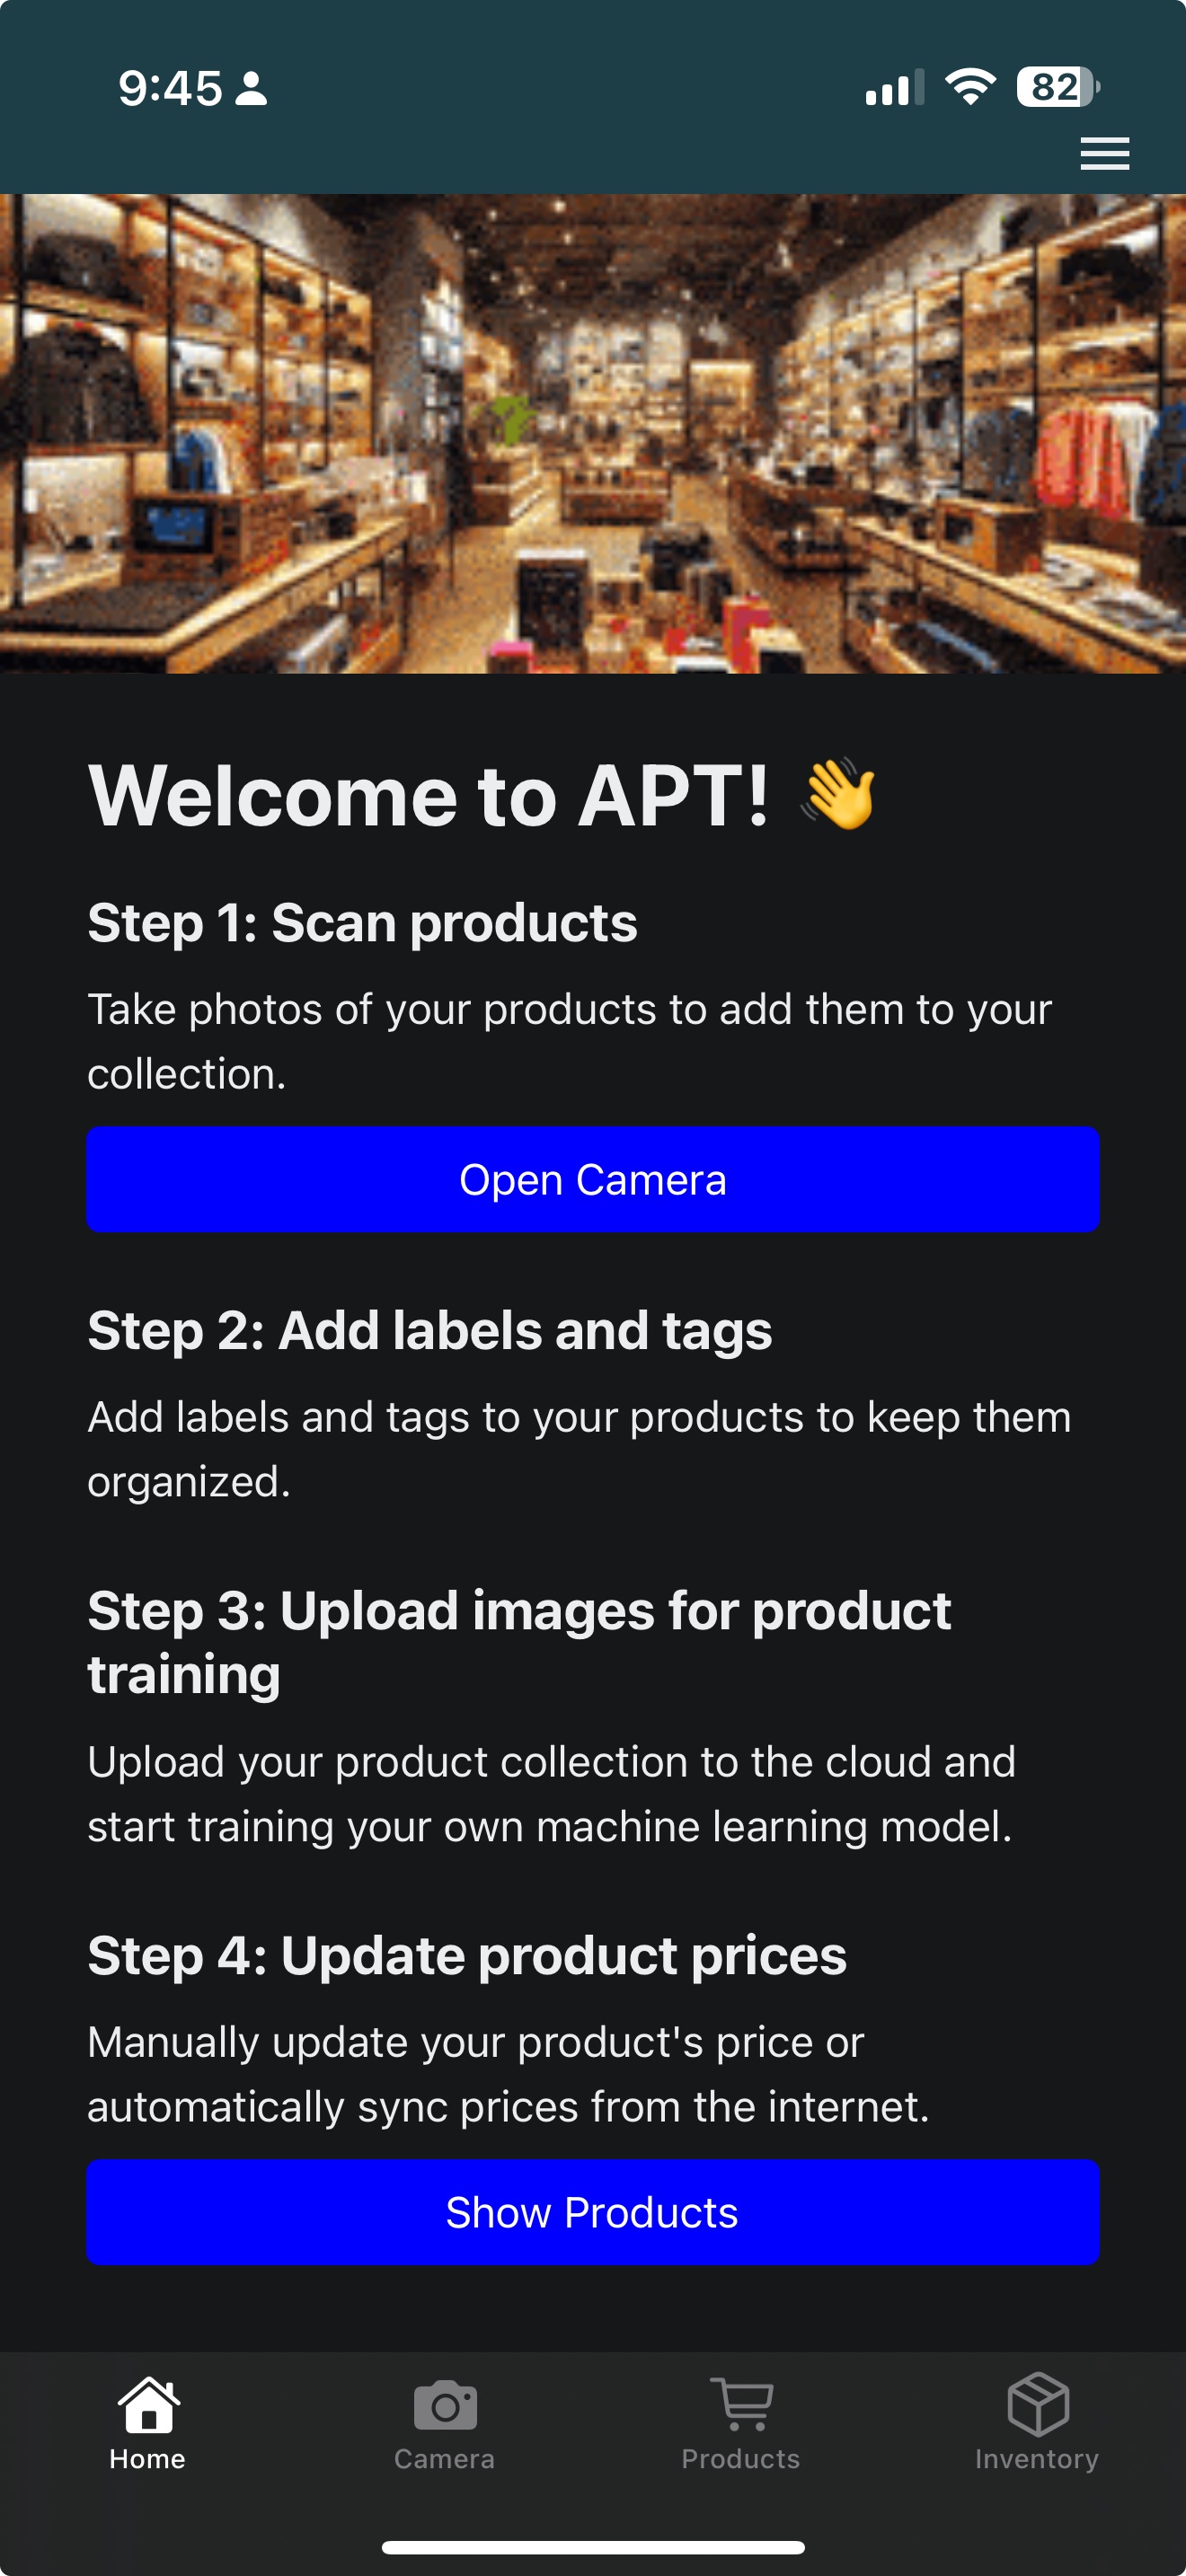 9:45
82
Welcome to APT! 👋
Step 1: Scan products
Take photos of your products to add them to your
collection.
Open Camera
Step 2: Add labels and tags
Add labels and tags to your products to keep them
organized.
Step 3: Upload images for product
training
Upload your product collection to the cloud and
start training your own machine learning model.
Step 4: Update product prices
Manually update your product's price or
automatically sync prices from the internet.
Show Products
Home
Camera
Products
Inventory